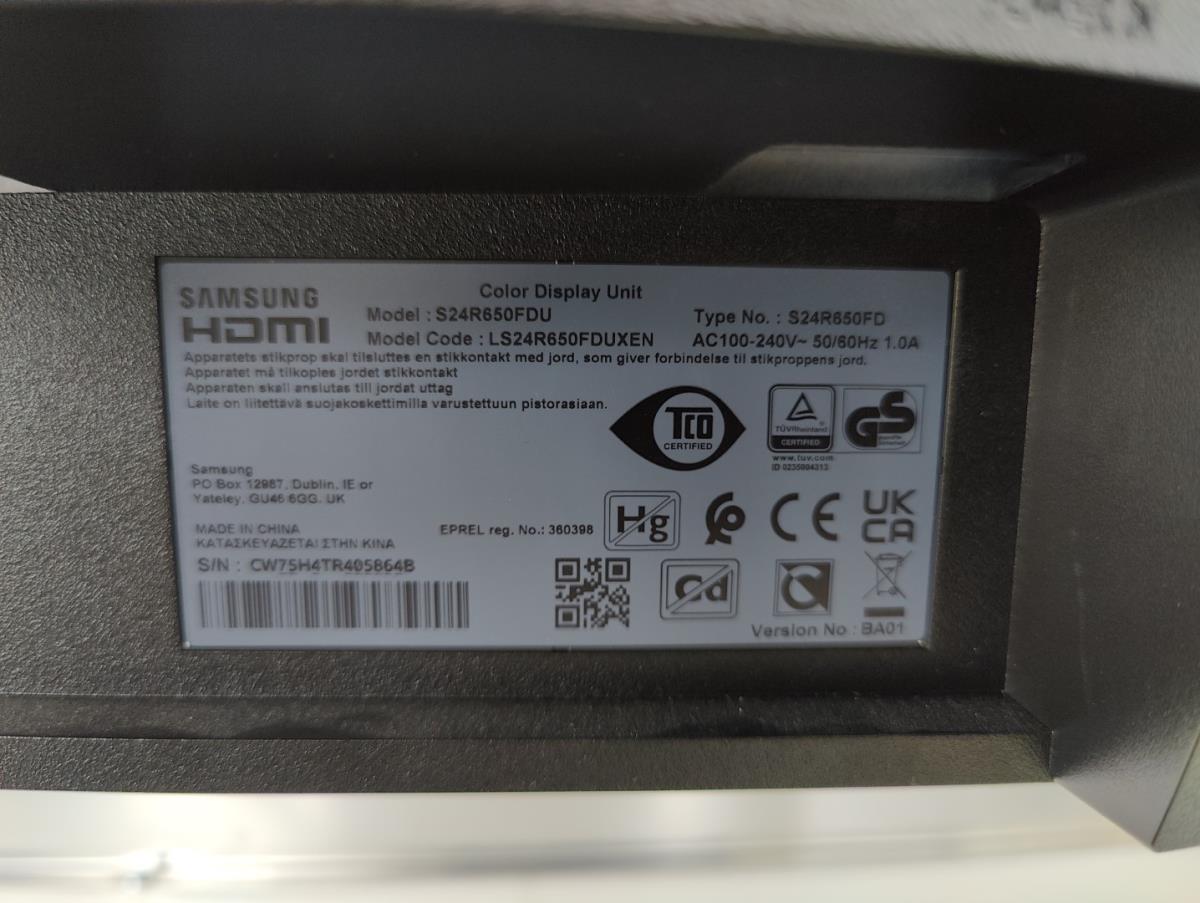 SAMSUNG
HDMI
Color Display Unit
Model : S24R650FDU
Type No. : S24R650FD
Model Code : LS24R650FDUXEN
AC100-240V~ 50/60Hz 1.0A
Apparatets stikprop skal tilsluttes en stikkontakt med jord, som giver forbindelse til stikproppens jord.
Apparatet må tilkoples jordet stikkontakt
Apparaten skall anslutas till jordat uttag
Laite on liitettävä suojakoskettimilla varustettuun pistorasiaan.
TCO
CERTIFIED
TÜVRheinland
CERTIFIED
www.tuv.com
ID 0235004313
GS
geprüfte
Sicherheit
Samsung
PO Box 12987, Dublin, IE or
Yateley, GU46 6GG. UK
MADE IN CHINA
ΚΑΤΑΣΚΕΥΑΖΕΤΑΙ ΣΤΗΝ ΚΙΝΑ
EPREL reg. No.: 360398
Hg
CE
UK
CA
S/N : CW75H4TR405864B
Cd
Version No : BA01